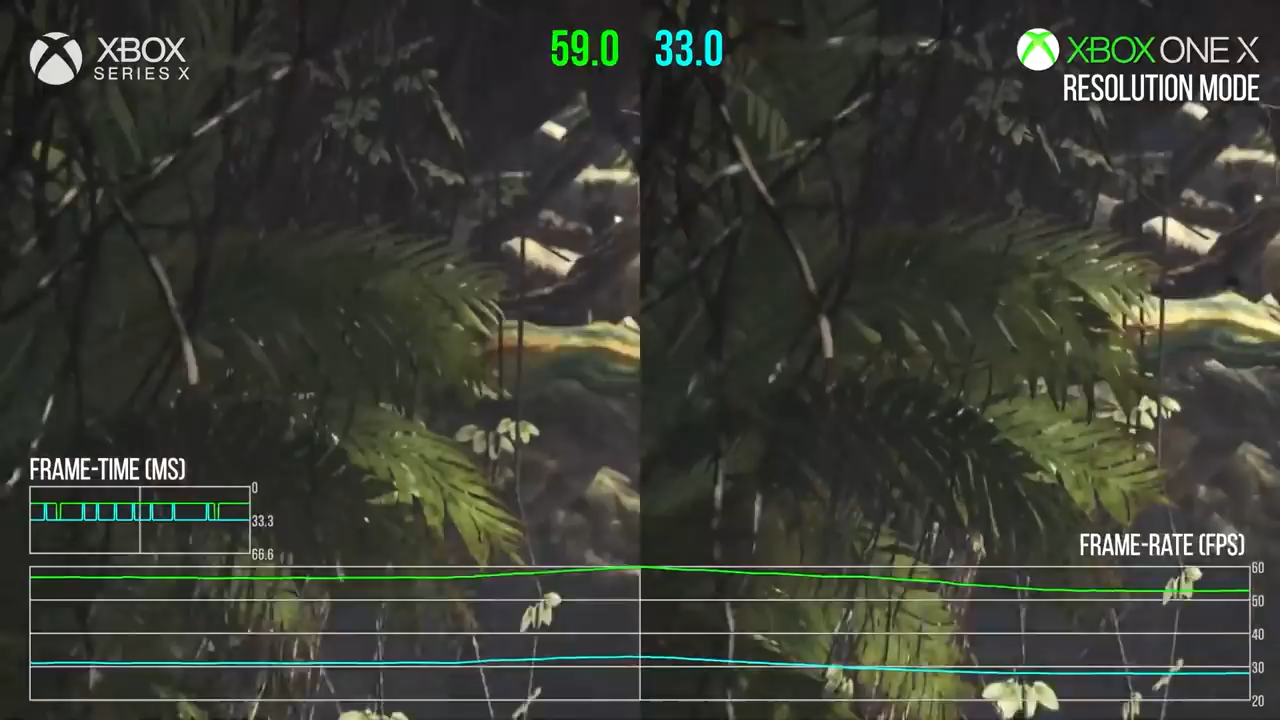 XBOX
SERIES X
59.0
33.0
XBOX ONE X
RESOLUTION MODE
FRAME-TIME (MS)
0
33.3
66.6
FRAME-RATE (FPS)
60
50
40
30
20